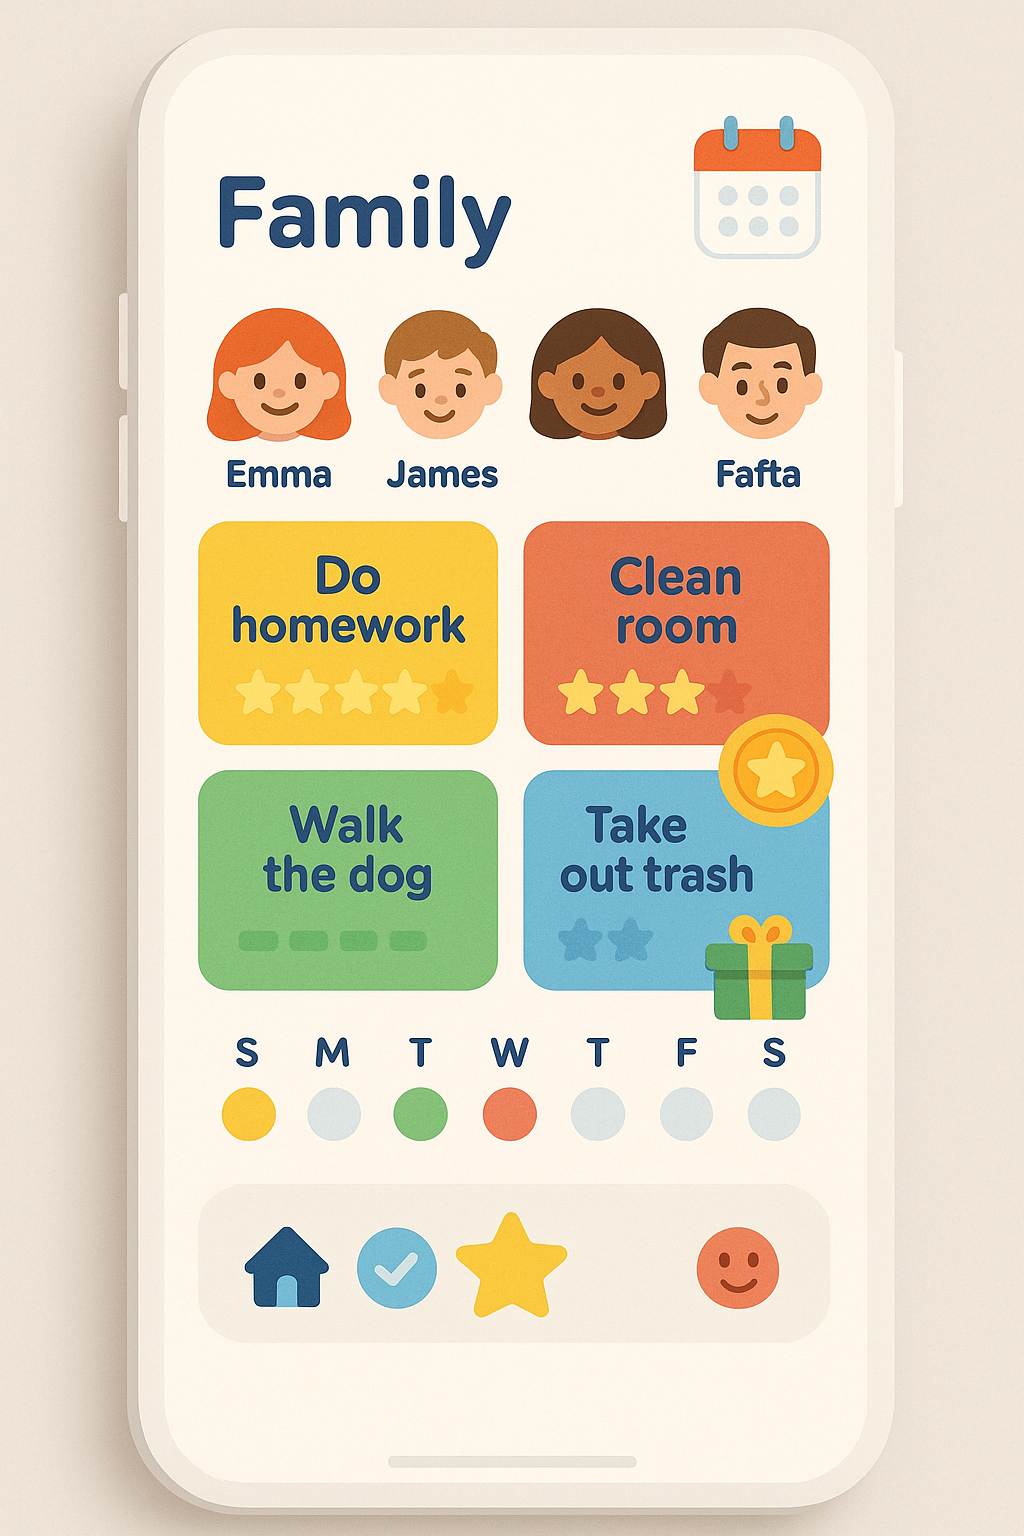 Family
Emma James Fafta
Do
homework
Clean
room
Walk
the dog
Take
out trash
S M T W T F S